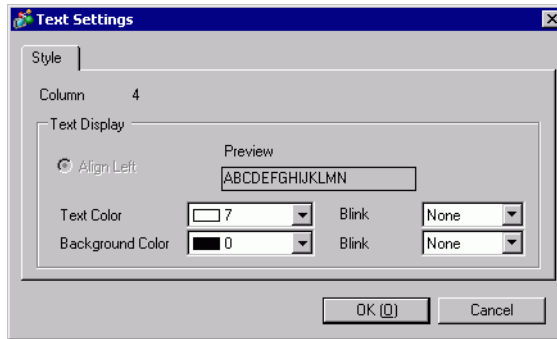 Text Settings
Style
Column 4
Text Display
Preview
Align Left
ABCDEFGHIJKLMN
Text Color 7 Blink None
Background Color 0 Blink None
OK (O) Cancel